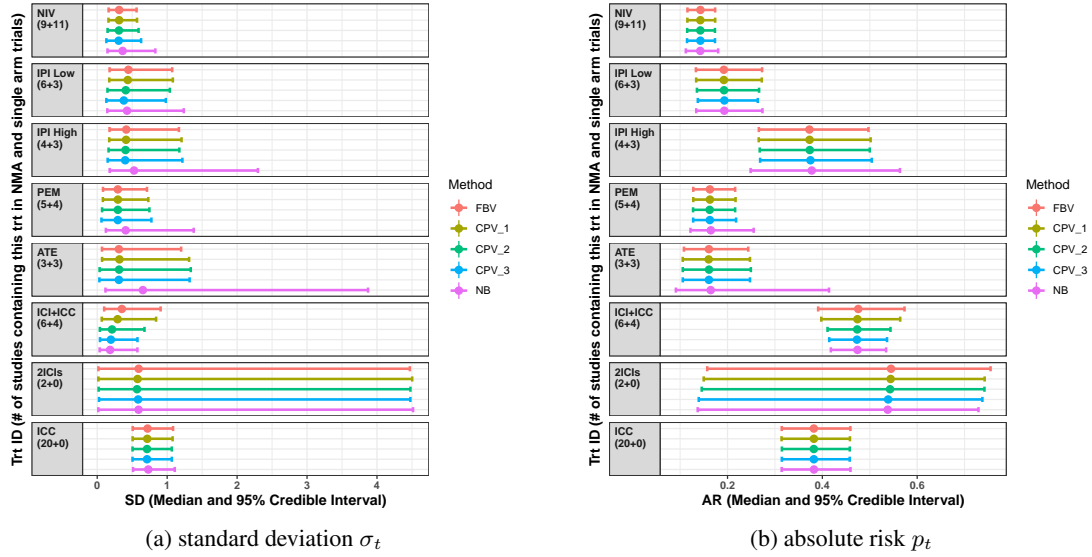 Trt ID (# of studies containing this trt in NMA and single arm trials)
NIV
(9+11)
IPI Low
(6+3)
IPI High
(4+3)
PEM
(5+4)
ATE
(3+3)
ICI+ICC
(6+4)
2ICIs
(2+0)
ICC
(20+0)
0 1 2 3 4
SD (Median and 95% Credible Interval)
Method
FBV
CPV_1
CPV_2
CPV_3
NB
(a) standard deviation σₜ
Trt ID (# of studies containing this trt in NMA and single arm trials)
NIV
(9+11)
IPI Low
(6+3)
IPI High
(4+3)
PEM
(5+4)
ATE
(3+3)
ICI+ICC
(6+4)
2ICIs
(2+0)
ICC
(20+0)
0.2 0.4 0.6
AR (Median and 95% Credible Interval)
Method
FBV
CPV_1
CPV_2
CPV_3
NB
(b) absolute risk pₜ